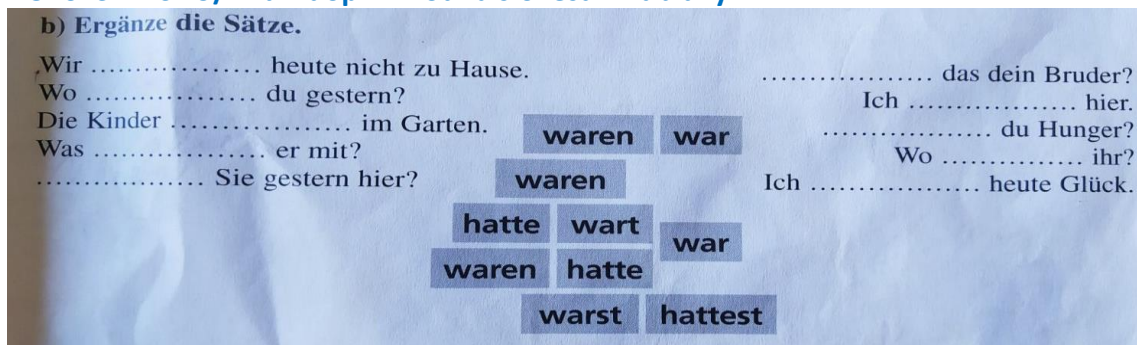 b) Ergänze die Sätze.
Wir .................. heute nicht zu Hause.
Wo .................. du gestern?
Die Kinder ................... im Garten.
Was .................. er mit?
.................. Sie gestern hier?
.................. das dein Bruder?
Ich .................. hier.
.................. du Hunger?
Wo ............... ihr?
Ich .................. heute Glück.
waren war
waren
hatte wart
war
waren hatte
warst hattest